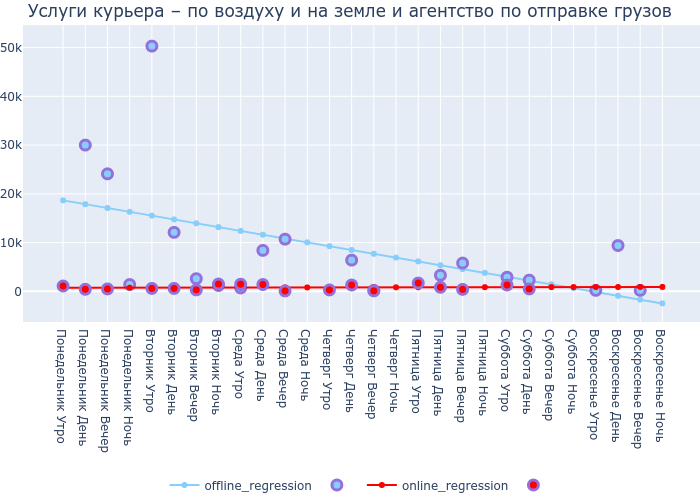 Услуги курьера – по воздуху и на земле и агентство по отправке грузов
50k
40k
30k
20k
10k
0
Понедельник Утро
Понедельник День
Понедельник Вечер
Понедельник Ночь
Вторник Утро
Вторник День
Вторник Вечер
Вторник Ночь
Среда Утро
Среда День
Среда Вечер
Среда Ночь
Четверг Утро
Четверг День
Четверг Вечер
Четверг Ночь
Пятница Утро
Пятница День
Пятница Вечер
Пятница Ночь
Суббота Утро
Суббота День
Суббота Вечер
Суббота Ночь
Воскресенье Утро
Воскресенье День
Воскресенье Вечер
Воскресенье Ночь
offline_regression
online_regression